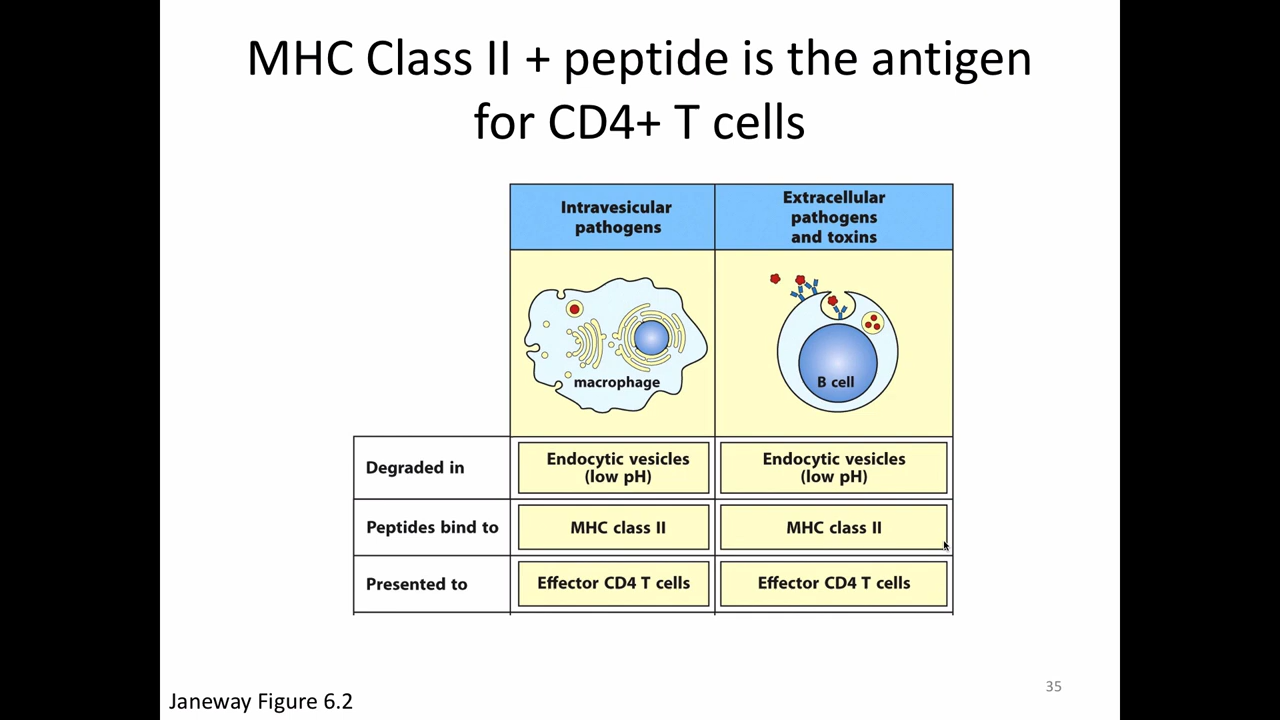 MHC Class II + peptide is the antigen
for CD4+ T cells
Intravesicular
pathogens
Extracellular
pathogens
and toxins
macrophage
B cell
Degraded in
Endocytic vesicles
(low pH)
Endocytic vesicles
(low pH)
Peptides bind to
MHC class II
MHC class II
Presented to
Effector CD4 T cells
Effector CD4 T cells
Janeway Figure 6.2
35